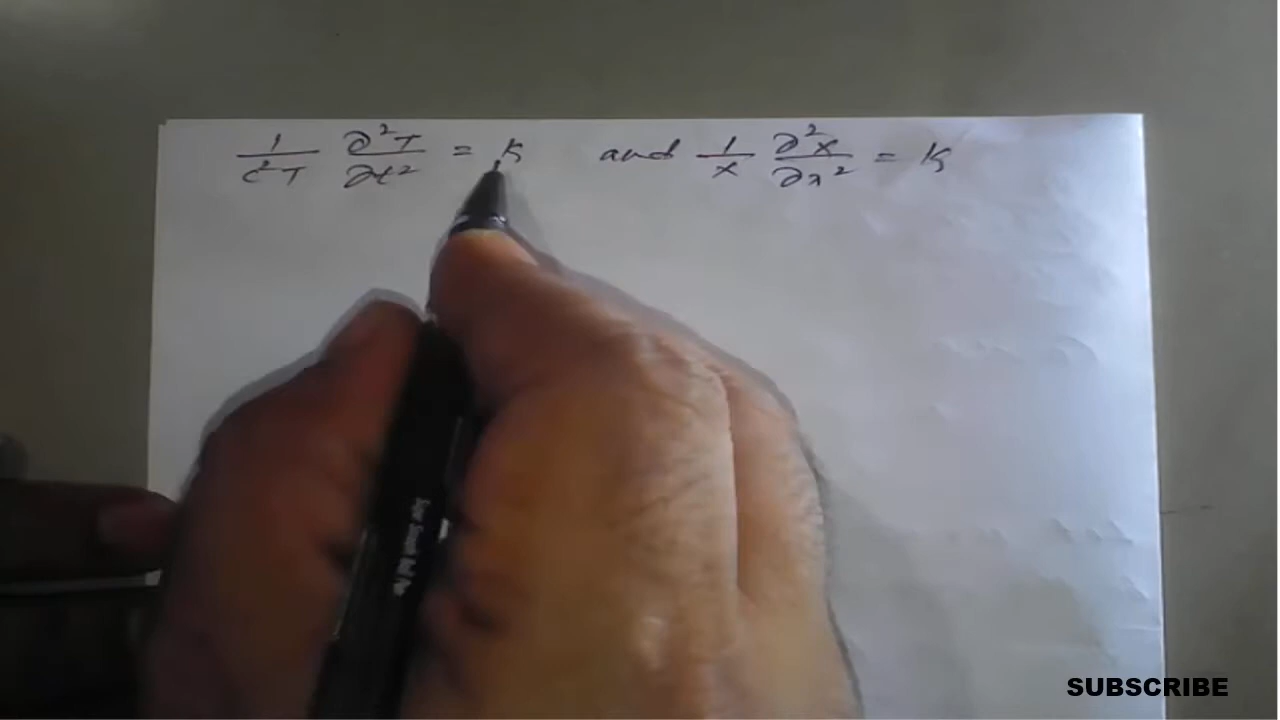 1/(c²T) ∂²T/∂t² = k and 1/X ∂²X/∂x² = k
SUBSCRIBE